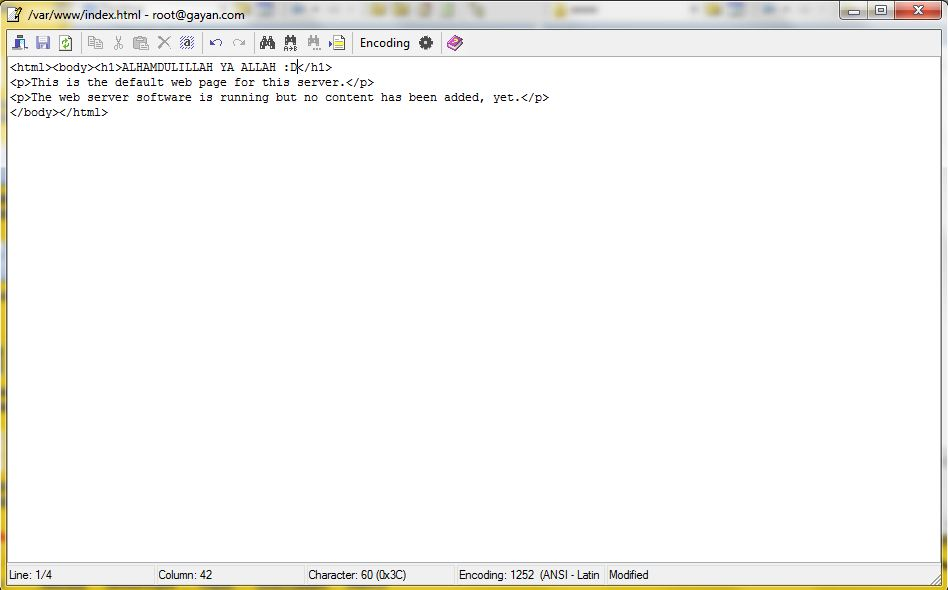 /var/www/index.html - root@gayan.com
Encoding
<html><body><h1>ALHAMDULILLAH YA ALLAH :D</h1>
<p>This is the default web page for this server.</p>
<p>The web server software is running but no content has been added, yet.</p>
</body></html>
Line: 1/4 Column: 42 Character: 60 (0x3C) Encoding: 1252 (ANSI - Latin Modified